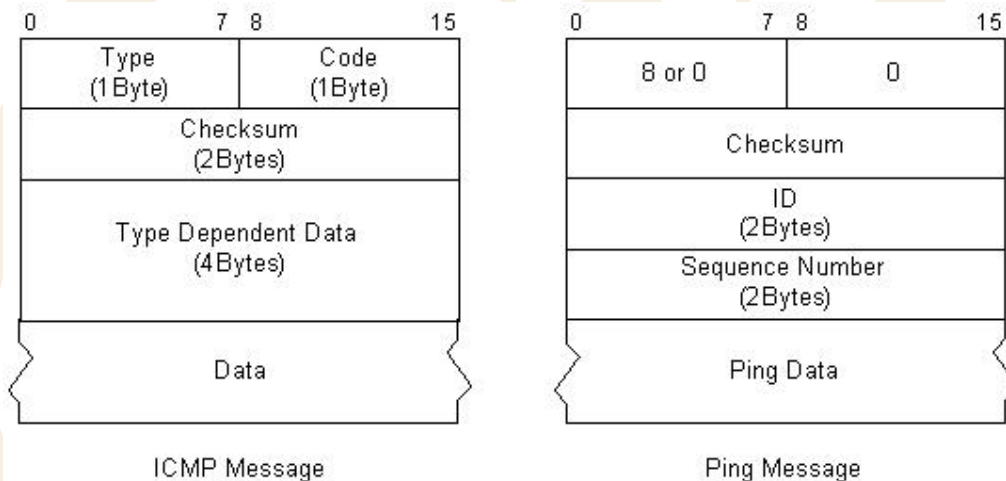 0 7 8 15
Type
(1Byte)
Code
(1Byte)
Checksum
(2Bytes)
Type Dependent Data
(4Bytes)
Data
ICMP Message
0 7 8 15
8 or 0
0
Checksum
ID
(2Bytes)
Sequence Number
(2Bytes)
Ping Data
Ping Message